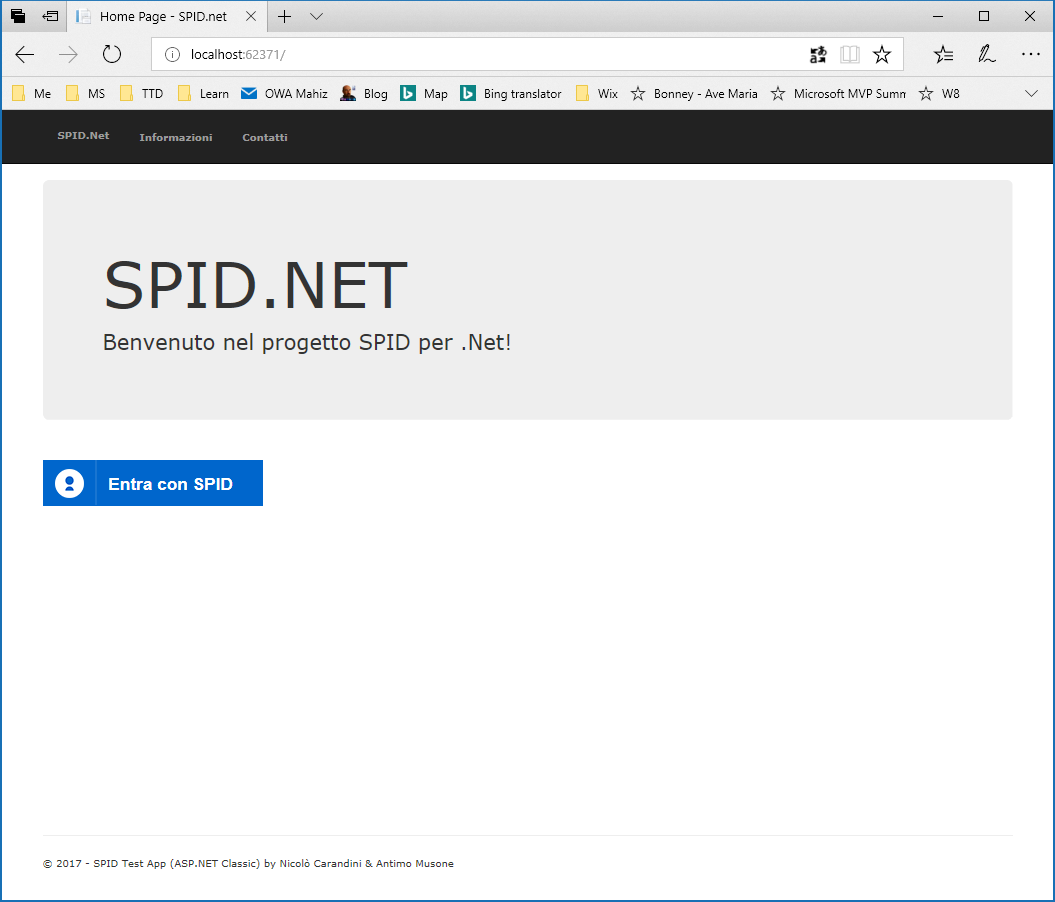 Home Page - SPID.net
localhost:62371/
Me MS TTD Learn OWA Mahiz Blog Map Bing translator Wix Bonney - Ave Maria Microsoft MVP Summ W8
SPID.Net Informazioni Contatti
SPID.NET
Benvenuto nel progetto SPID per .Net!
Entra con SPID
© 2017 - SPID Test App (ASP.NET Classic) by Nicolò Carandini & Antimo Musone